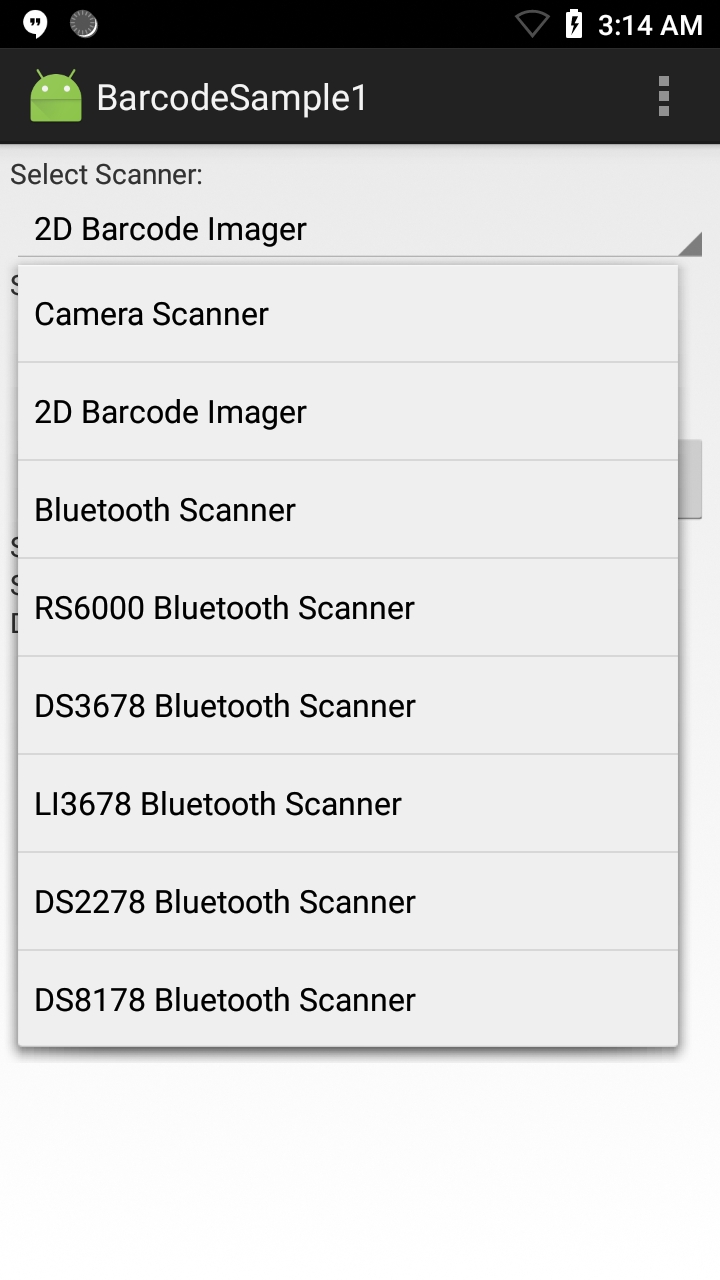 3:14 AM
BarcodeSample1
Select Scanner:
2D Barcode Imager
Camera Scanner
2D Barcode Imager
Bluetooth Scanner
RS6000 Bluetooth Scanner
DS3678 Bluetooth Scanner
LI3678 Bluetooth Scanner
DS2278 Bluetooth Scanner
DS8178 Bluetooth Scanner